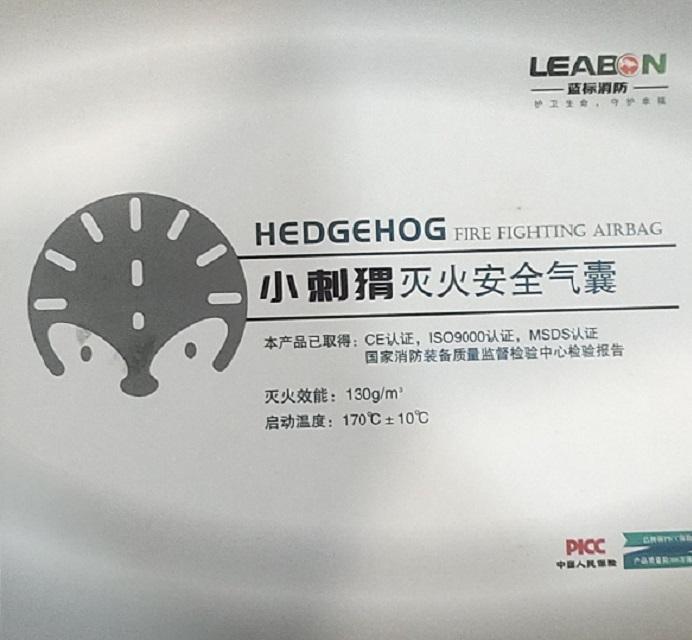 LEABON
蓝标消防
护卫生命，守护幸福
HEDGEHOG FIRE FIGHTING AIRBAG
小刺猬灭火安全气囊
本产品已取得：CE认证，ISO9000认证，MSDS认证
国家消防装备质量监督检验中心检验报告
灭火效能：130g/m³
启动温度：170℃±10℃
PICC
中国人民保险